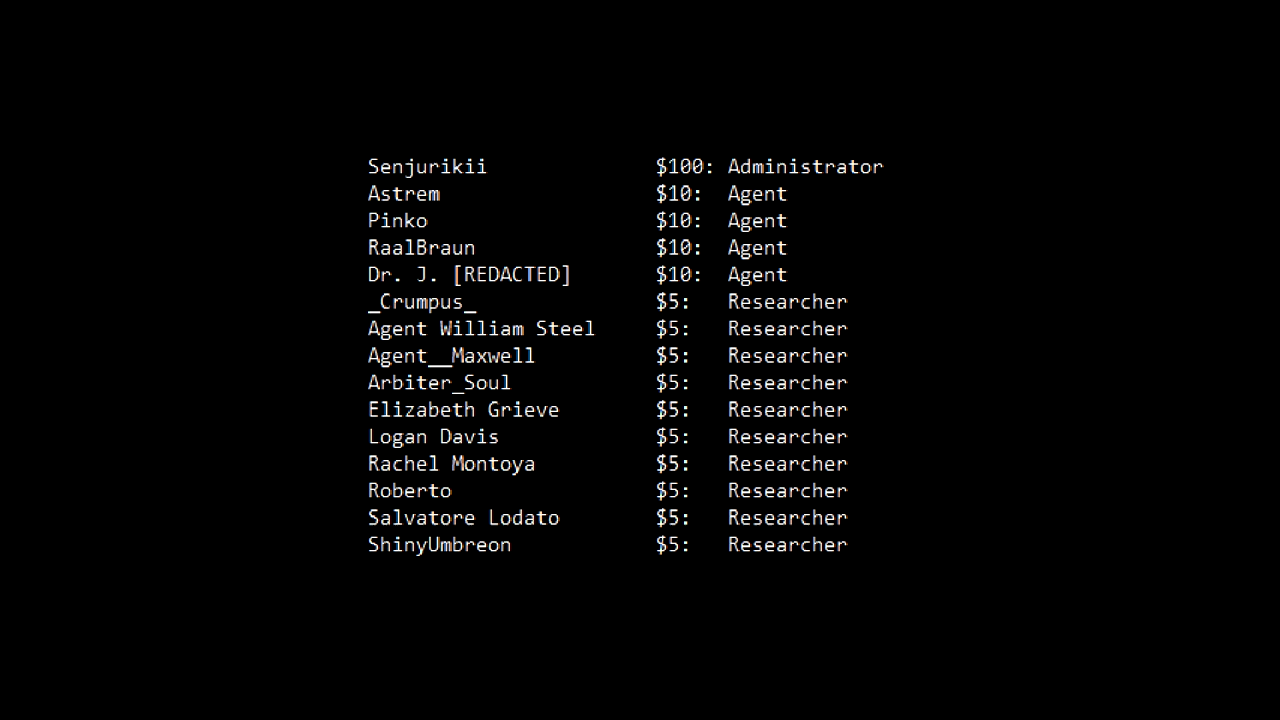 Senjurikii $100: Administrator
Astrem $10: Agent
Pinko $10: Agent
RaalBraun $10: Agent
Dr. J. [REDACTED] $10: Agent
_Crumpus_ $5: Researcher
Agent William Steel $5: Researcher
Agent__Maxwell $5: Researcher
Arbiter_Soul $5: Researcher
Elizabeth Grieve $5: Researcher
Logan Davis $5: Researcher
Rachel Montoya $5: Researcher
Roberto $5: Researcher
Salvatore Lodato $5: Researcher
ShinyUmbreon $5: Researcher